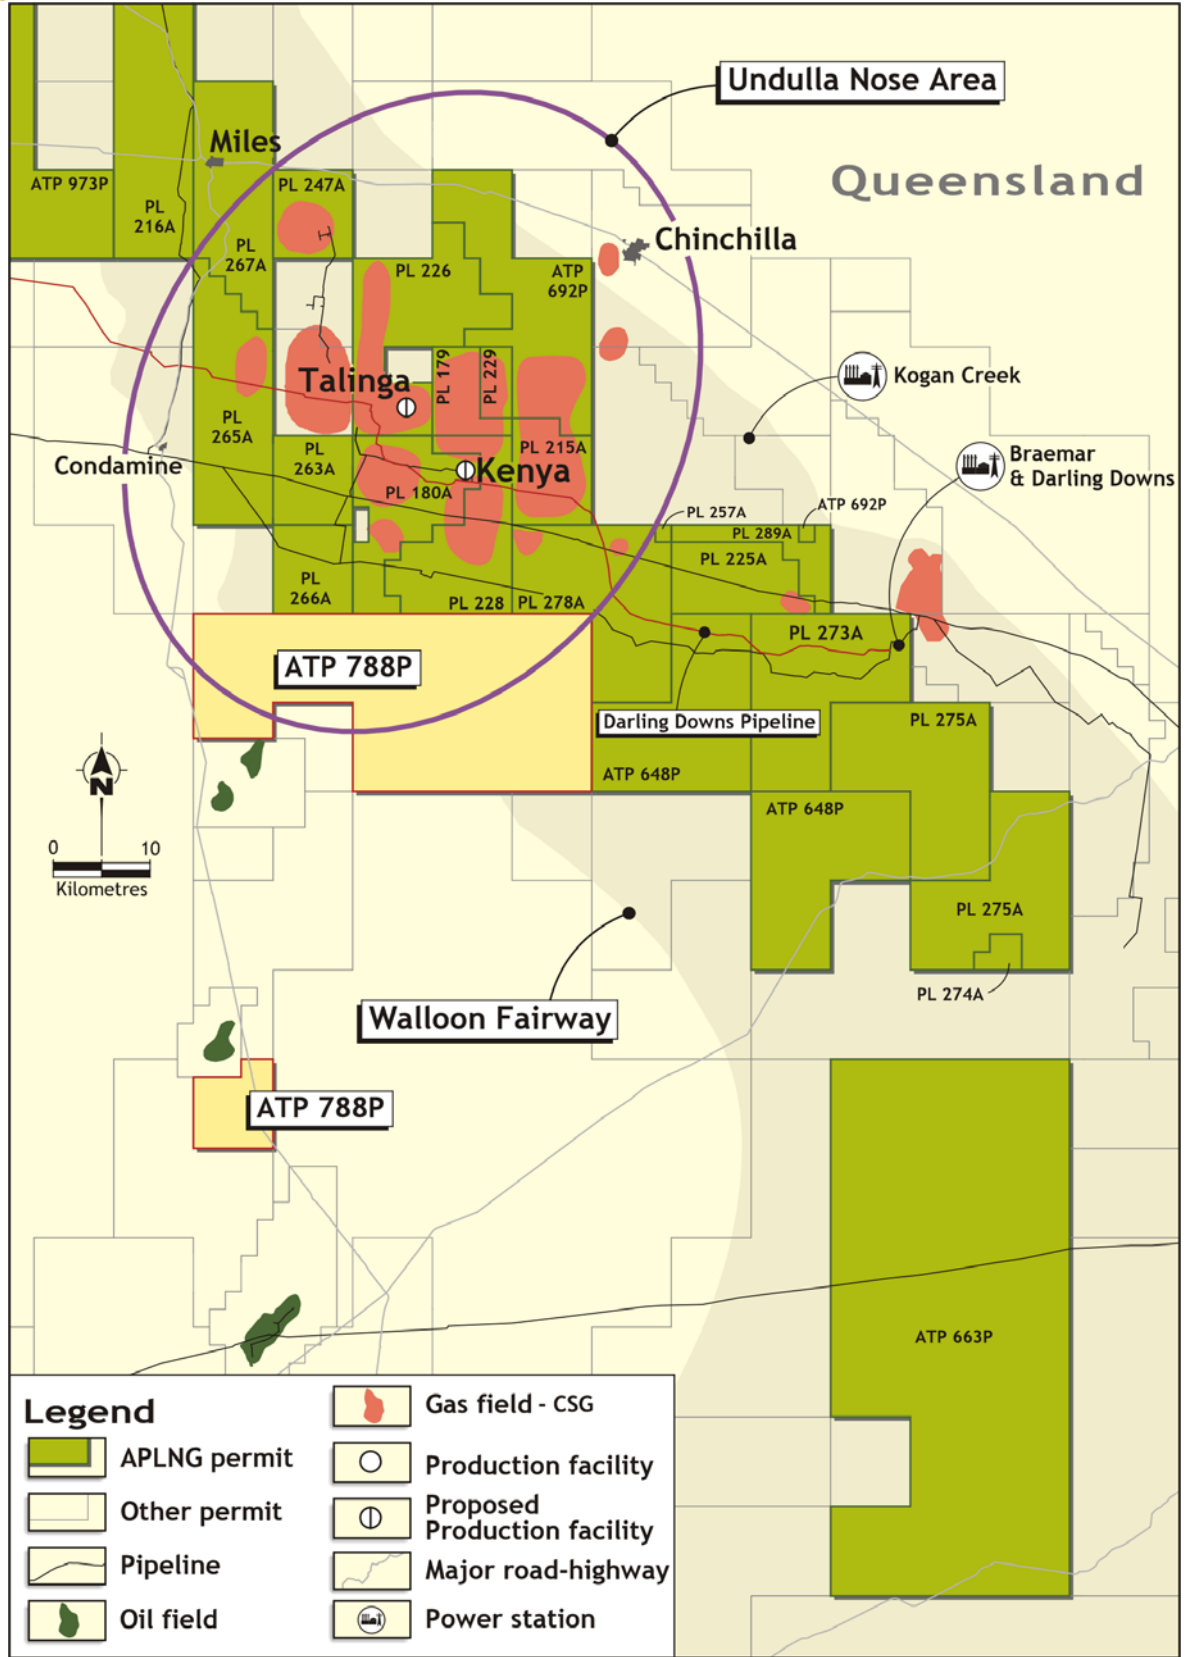 Undulla Nose Area
Miles
Queensland
ATP 973P
PL
216A
PL 247A
PL
267A
Chinchilla
PL 226
ATP
692P
PL 179
PL 229
Talinga
Kogan Creek
PL
265A
PL 215A
Condamine
PL
263A
Kenya
Braemar
& Darling Downs
PL 180A
PL 257A
ATP 692P
PL 289A
PL 225A
PL
266A
PL 228
PL 278A
PL 273A
ATP 788P
Darling Downs Pipeline
PL 275A
ATP 648P
ATP 648P
N
0 10
Kilometres
PL 275A
PL 274A
Walloon Fairway
ATP 788P
ATP 663P
Legend
APLNG permit
Other permit
Pipeline
Oil field
Gas field - CSG
Production facility
Proposed
Production facility
Major road-highway
Power station